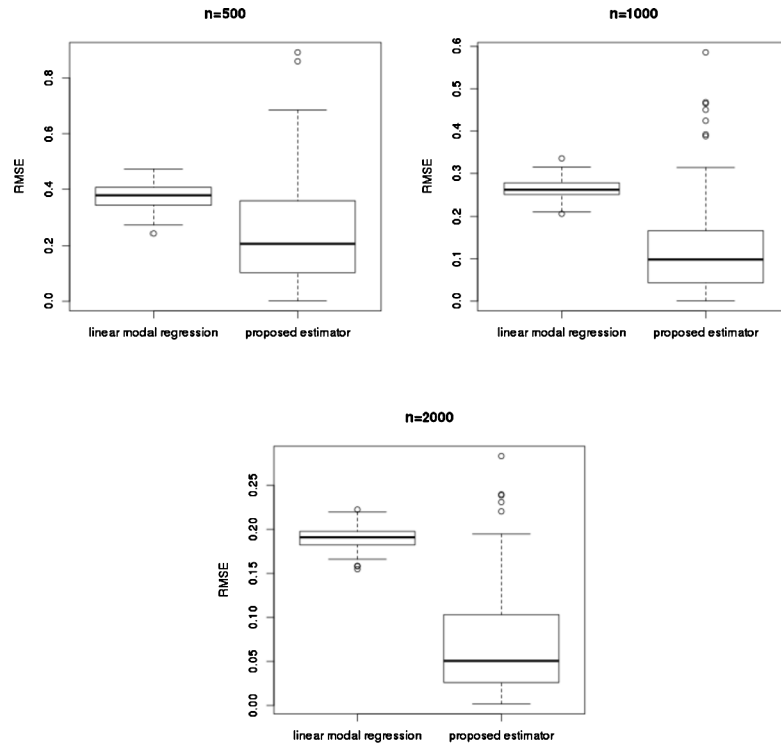 n=500
RMSE
0.0
0.2
0.4
0.6
0.8
linear modal regression
proposed estimator
n=1000
RMSE
0.0
0.1
0.2
0.3
0.4
0.5
0.6
linear modal regression
proposed estimator
n=2000
RMSE
0.00
0.05
0.10
0.15
0.20
0.25
linear modal regression
proposed estimator